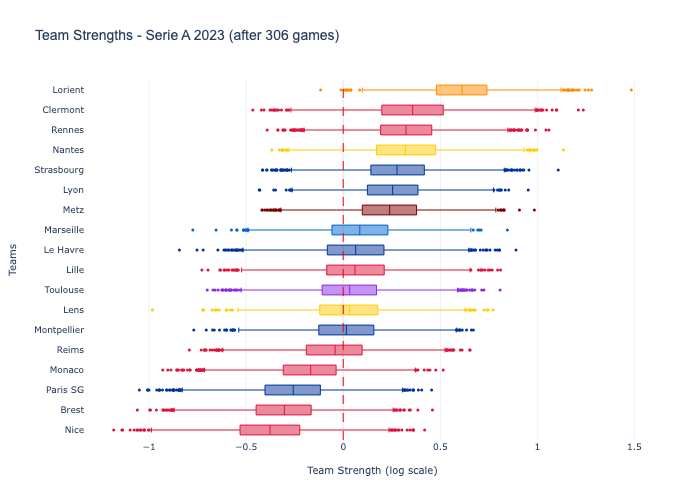 Team Strengths - Serie A 2023 (after 306 games)
Lorient
Clermont
Rennes
Nantes
Strasbourg
Lyon
Metz
Marseille
Le Havre
Lille
Toulouse
Lens
Montpellier
Reims
Monaco
Paris SG
Brest
Nice
Teams
−1
−0.5
0
0.5
1
1.5
Team Strength (log scale)